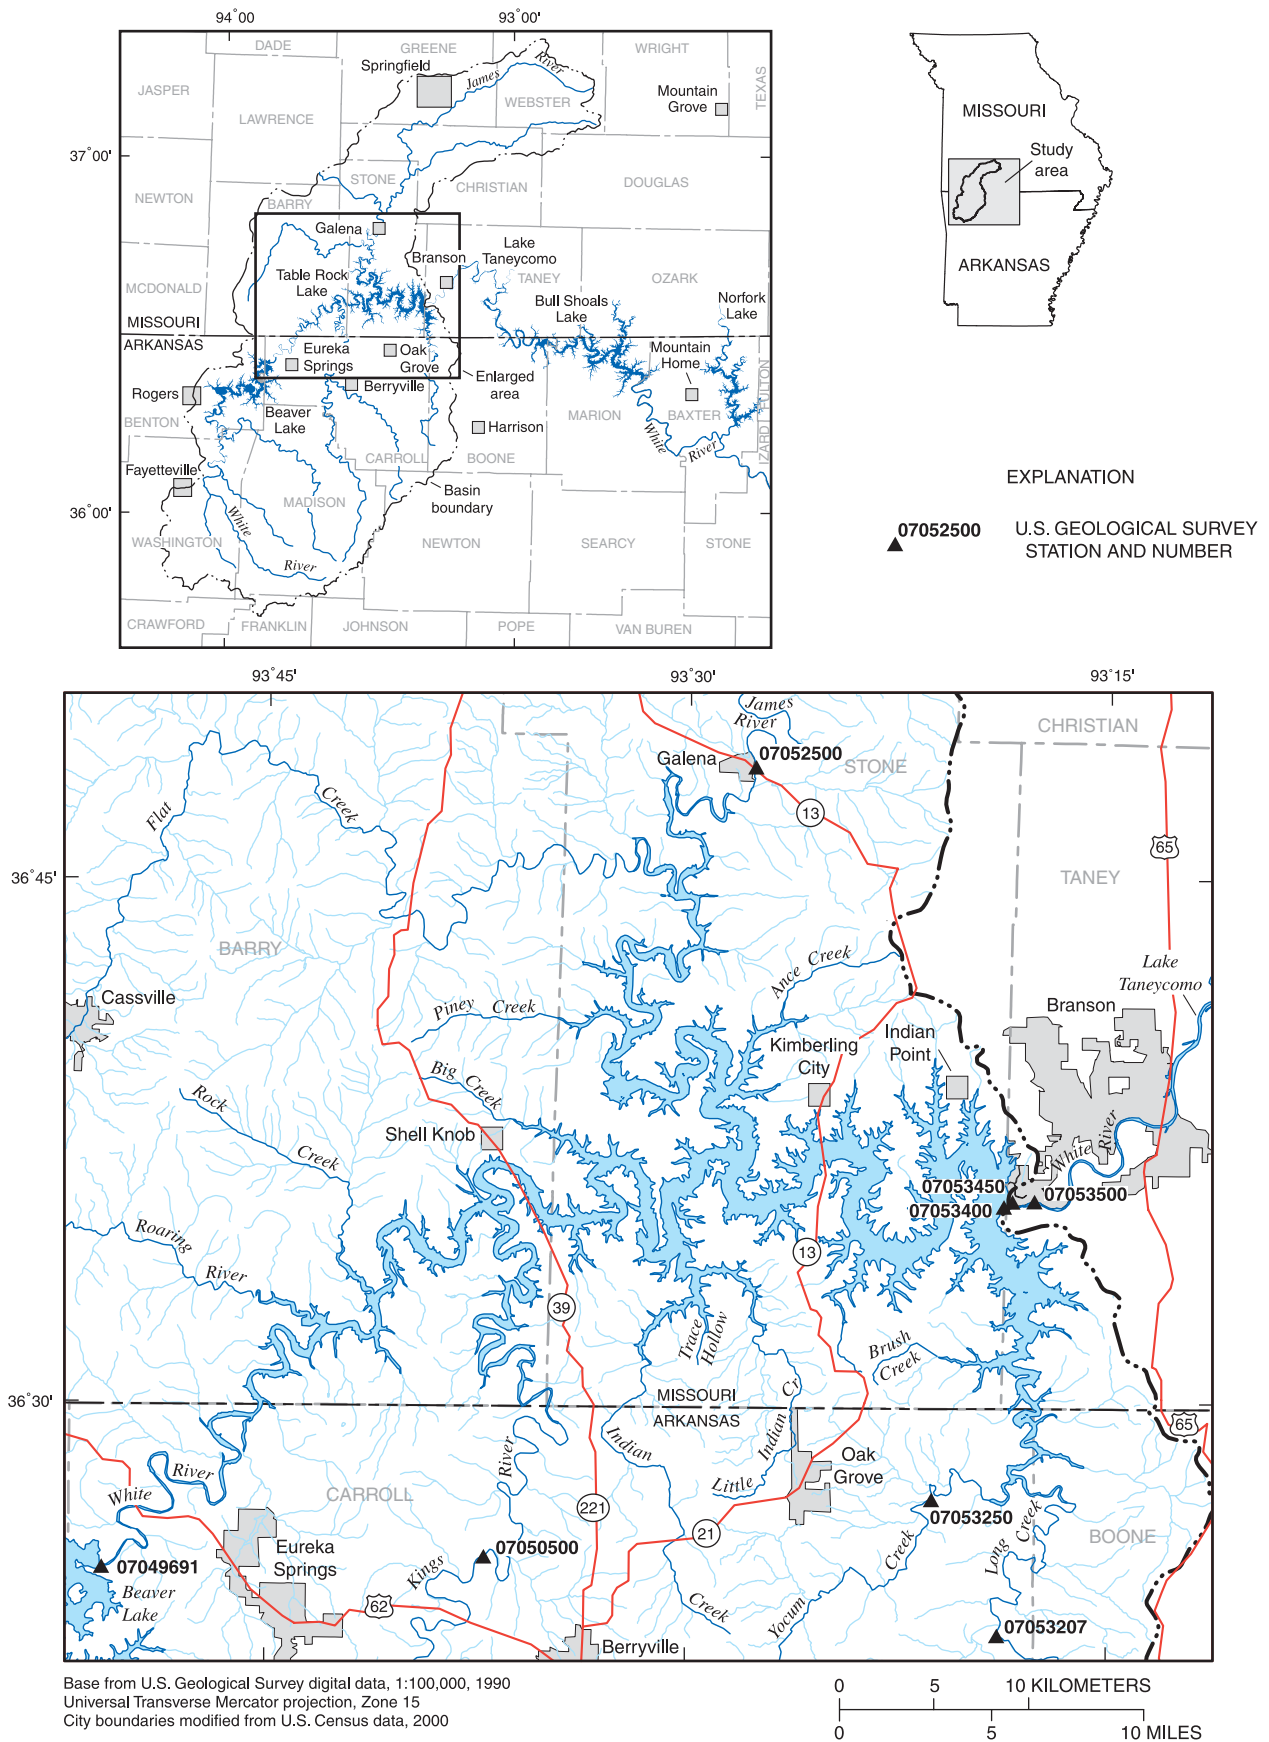 94°00'
93°00'
DADE
GREENE
WRIGHT
Springfield
James
River
JASPER
WEBSTER
Mountain
Grove
TEXAS
LAWRENCE
37°00'
STONE
CHRISTIAN
DOUGLAS
NEWTON
BARRY
Galena
Branson
Lake
Taneycomo
Table Rock
Lake
TANEY
OZARK
MCDONALD
Bull Shoals
Lake
Norfork
Lake
MISSOURI
ARKANSAS
Eureka
Springs
Oak
Grove
Mountain
Home
Enlarged
area
Rogers
Berryville
BENTON
Beaver
Lake
Harrison
MARION
BAXTER
IZARD
FULTON
White
River
Fayetteville
CARROLL
BOONE
MADISON
Basin
boundary
36°00'
WASHINGTON
White
River
NEWTON
SEARCY
STONE
CRAWFORD
FRANKLIN
JOHNSON
POPE
VAN BUREN
MISSOURI
Study
area
ARKANSAS
EXPLANATION
07052500
U.S. GEOLOGICAL SURVEY
STATION AND NUMBER
93°45'
93°30'
93°15'
James
River
CHRISTIAN
Galena
07052500
STONE
Flat
Creek
13
65
36°45'
TANEY
BARRY
Ance Creek
Lake
Taneycomo
Cassville
Piney Creek
Branson
Kimberling
City
Indian
Point
Big Creek
Rock
Creek
Shell Knob
White River
07053450
07053500
07053400
Roaring
River
13
39
Trace
Hollow
Brush
Creek
36°30'
MISSOURI
ARKANSAS
65
Indian
Creek
Little
Indian
Cr
Oak
Grove
White
River
River
CARROLL
221
21
07053250
Long
Creek
BOONE
Eureka
Springs
07050500
07049691
Beaver
Lake
Kings
62
Yocum
Creek
07053207
Berryville
Base from U.S. Geological Survey digital data, 1:100,000, 1990
Universal Transverse Mercator projection, Zone 15
City boundaries modified from U.S. Census data, 2000
0 5 10 KILOMETERS
0 5 10 MILES